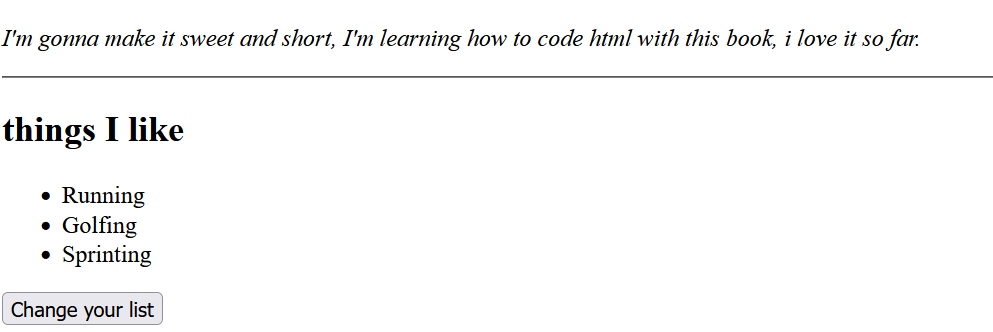 I'm gonna make it sweet and short, I'm learning how to code html with this book, i love it so far.
things I like
Running
Golfing
Sprinting
Change your list